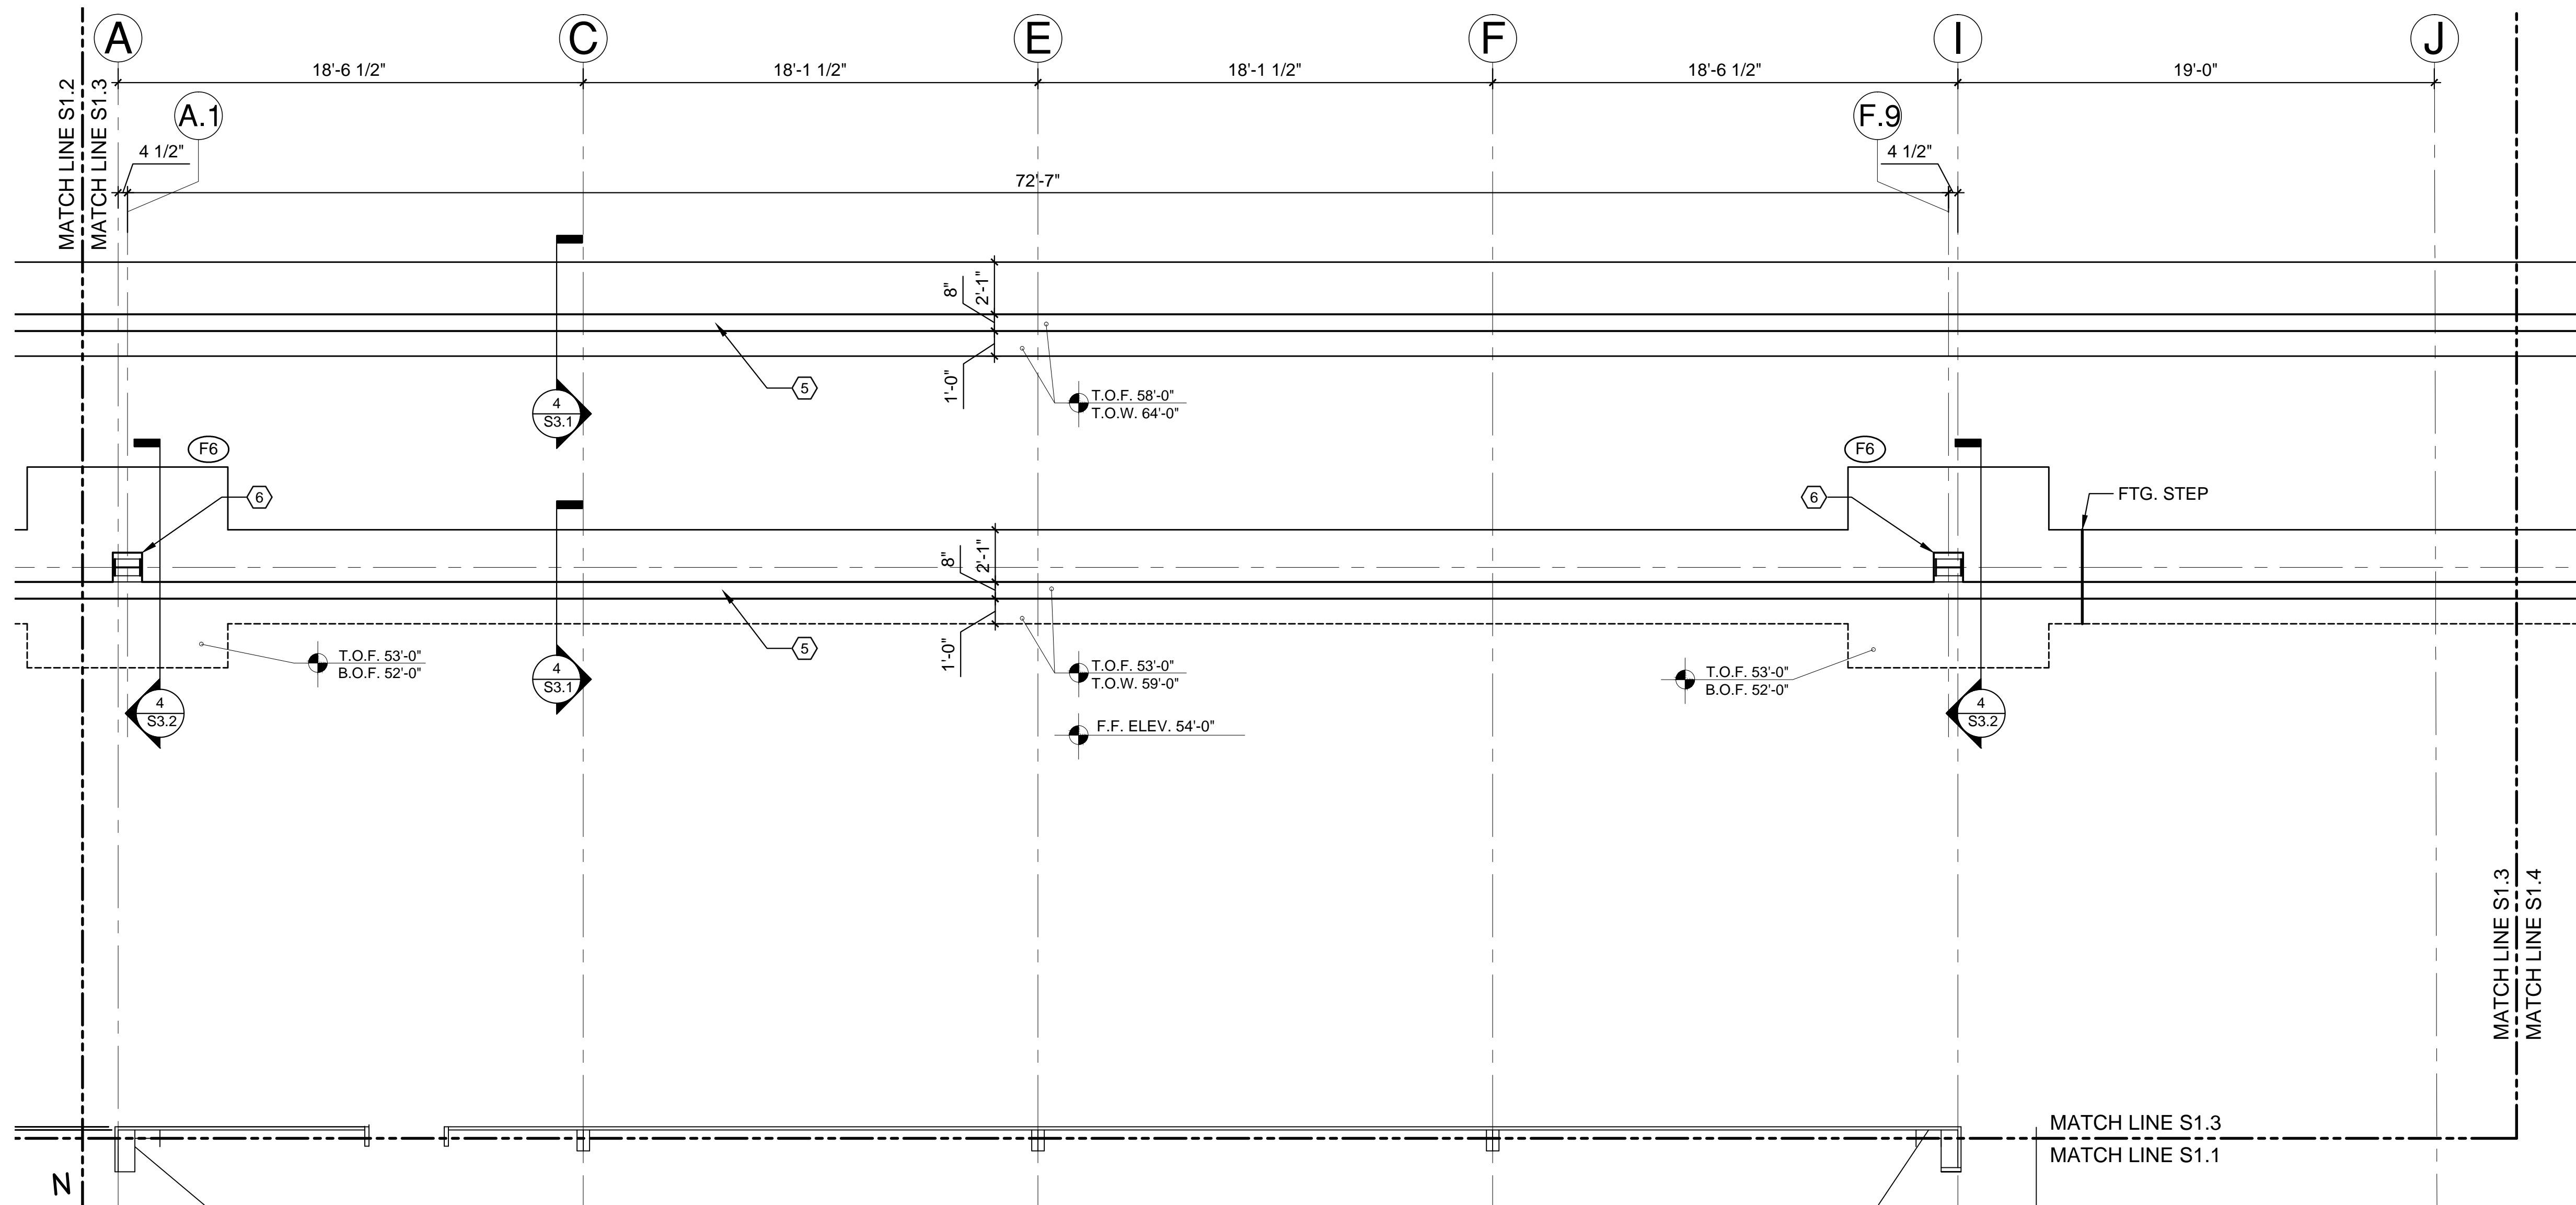 A
C
E
F
I
J
18'-6 1/2"
18'-1 1/2"
18'-1 1/2"
18'-6 1/2"
19'-0"
MATCH LINE S1.2
MATCH LINE S1.3
A.1
F.9
4 1/2"
4 1/2"
72'-7"
8"
2'-1"
1'-0"
5
T.O.F. 58'-0"
T.O.W. 64'-0"
4
S3.1
F6
F6
6
6
FTG. STEP
8"
2'-1"
1'-0"
5
T.O.F. 53'-0"
B.O.F. 52'-0"
4
S3.1
T.O.F. 53'-0"
T.O.W. 59'-0"
T.O.F. 53'-0"
B.O.F. 52'-0"
4
S3.2
4
S3.2
F.F. ELEV. 54'-0"
MATCH LINE S1.3
MATCH LINE S1.4
MATCH LINE S1.3
MATCH LINE S1.1
N